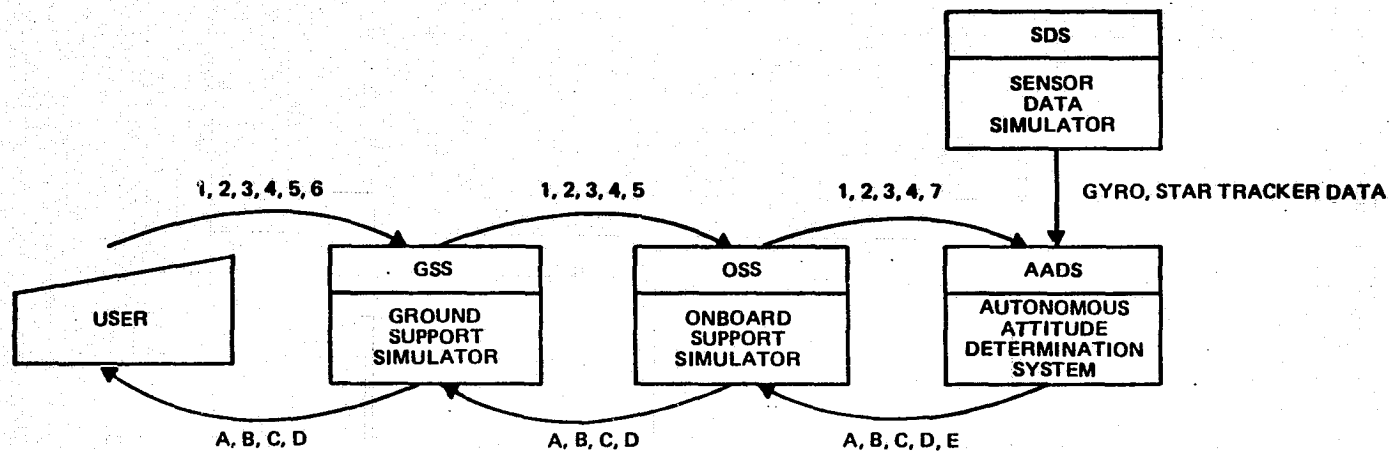 SDS
SENSOR
DATA
SIMULATOR
1, 2, 3, 4, 5, 6
1, 2, 3, 4, 5
1, 2, 3, 4, 7
GYRO, STAR TRACKER DATA
USER
GSS
GROUND
SUPPORT
SIMULATOR
OSS
ONBOARD
SUPPORT
SIMULATOR
AADS
AUTONOMOUS
ATTITUDE
DETERMINATION
SYSTEM
A, B, C, D
A, B, C, D
A, B, C, D, E